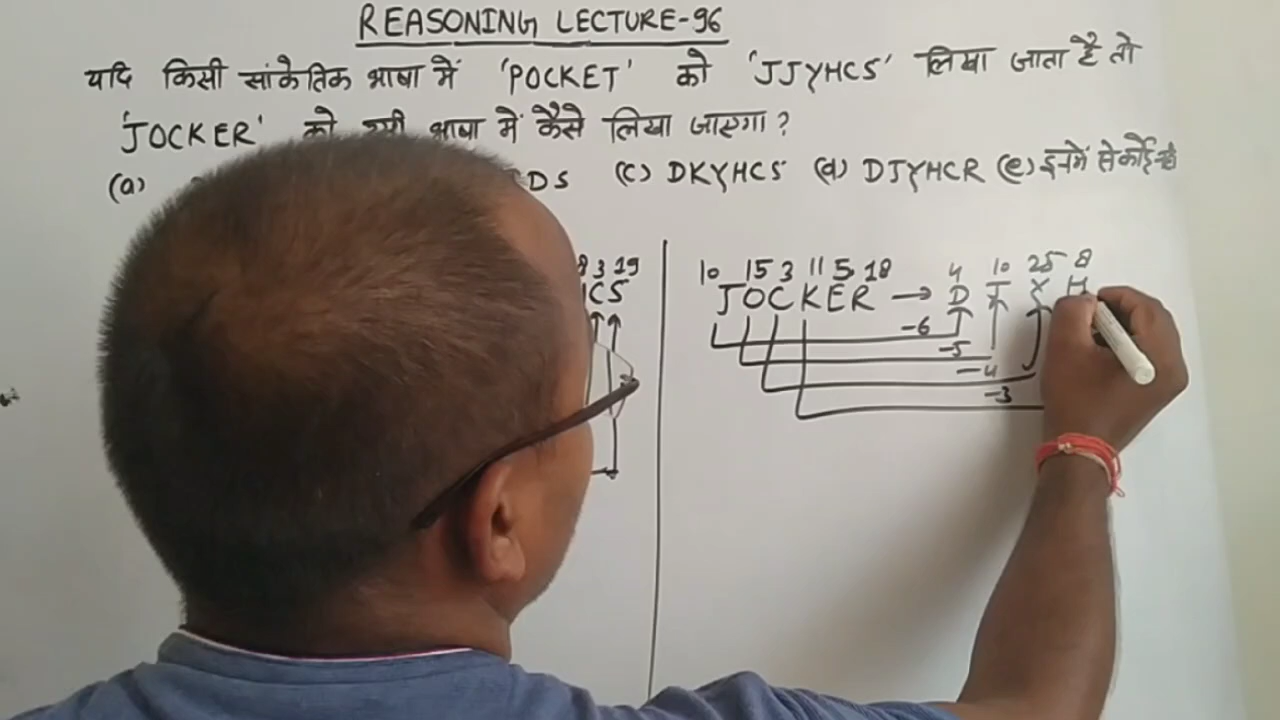 REASONING LECTURE-96
यदि किसी सांकेतिक भाषा में 'POCKET' को 'JJYHCS' लिखा जाता है तो
'JOCKER' को भाषा में कैसे लिखा जाएगा?
(a) DS (c) DKYHCS (d) DJYHCR (e) इनमें से कोई नहीं
3 19 10 15 3 11 5 18 4 10 25 8
CS JOCKER → D J Y H
-6
-5
-4
-3